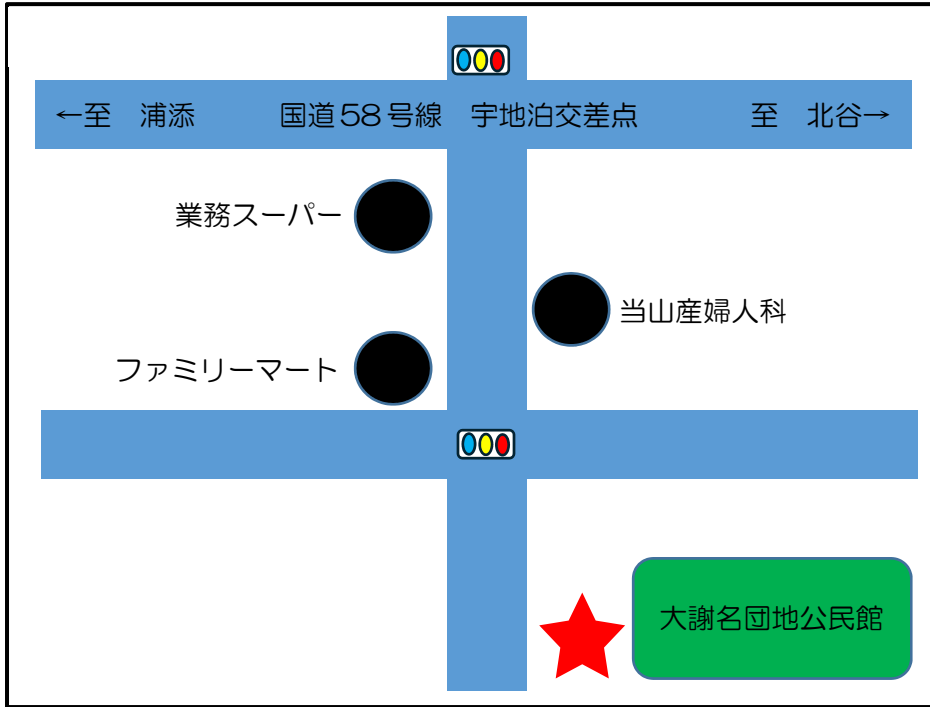 ←至　浦添　　　国道58号線　宇地泊交差点　　　　至　北谷→
業務スーパー
当山産婦人科
ファミリーマート
大謝名団地公民館